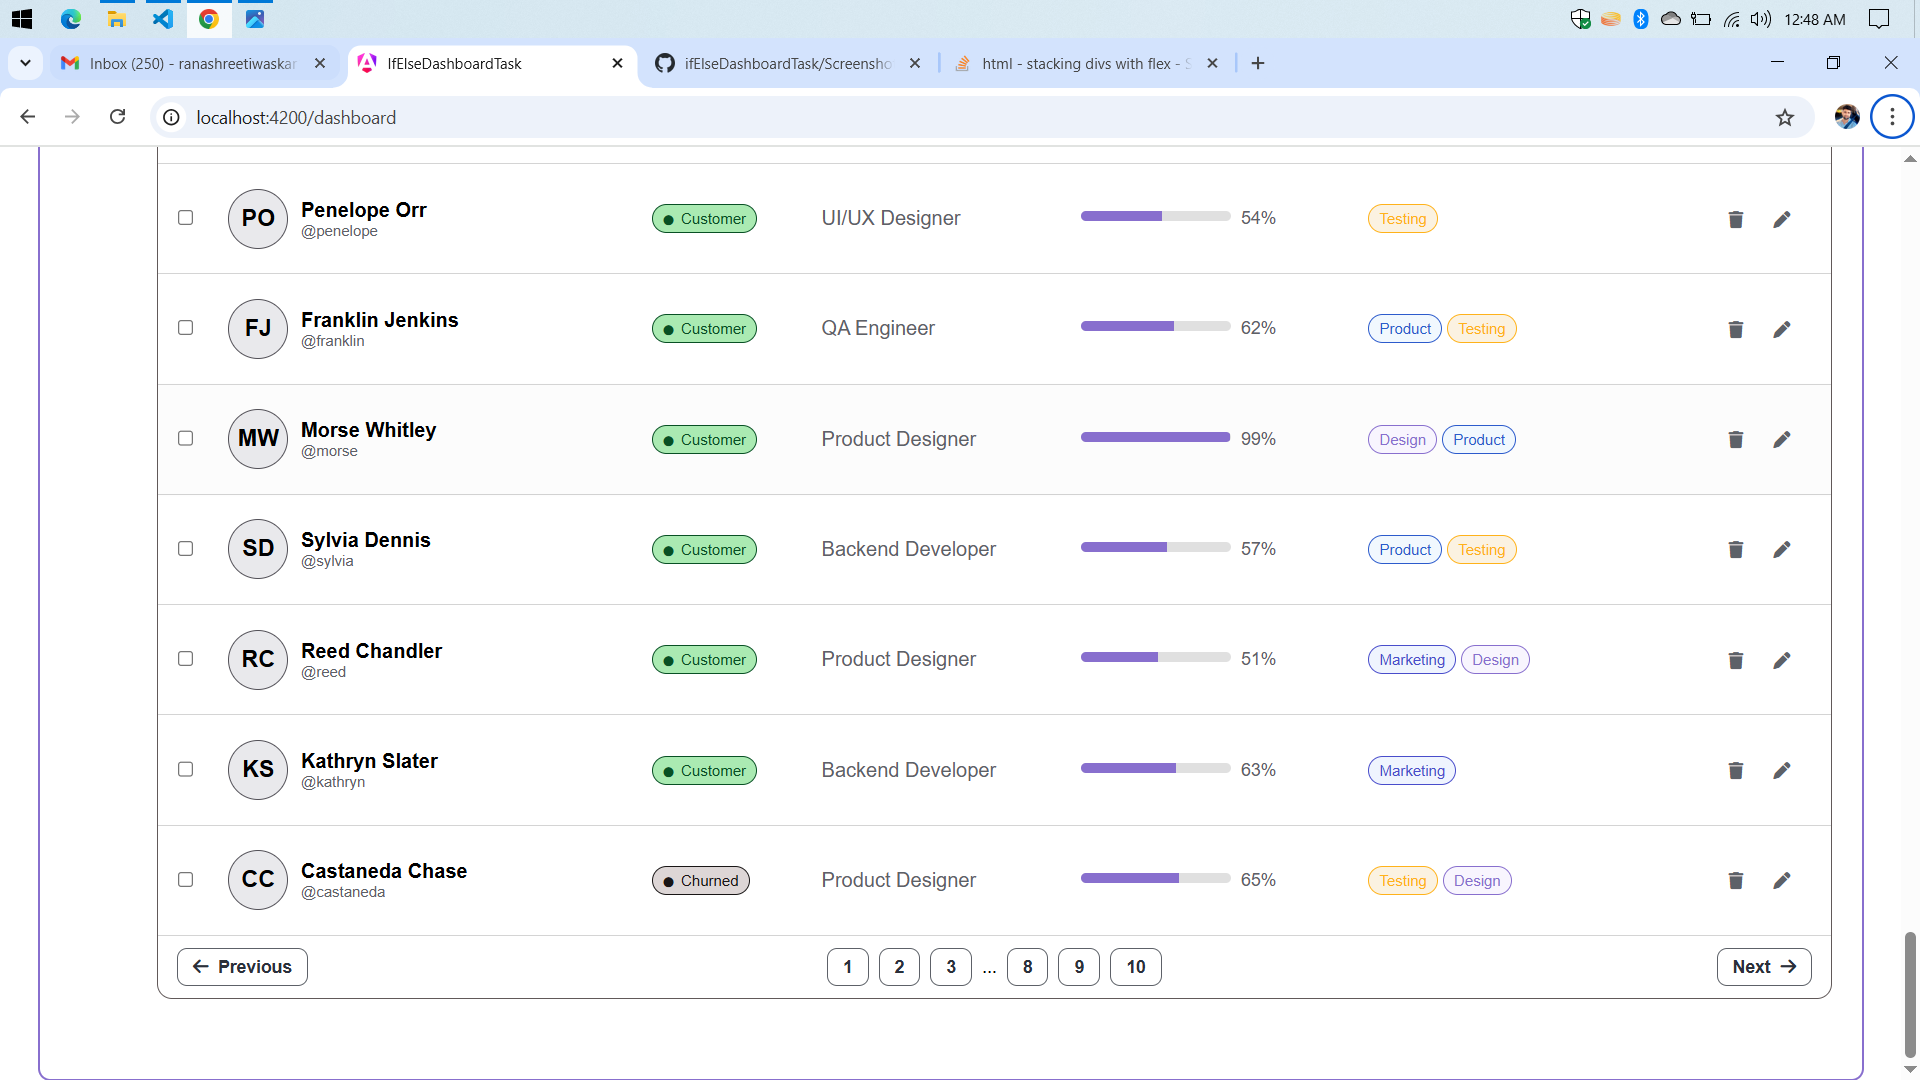 12:48 AM
Inbox (250) - ranashreetiwaskar
IfElseDashboardTask
ifElseDashboardTask/Screensho
html - stacking divs with flex - S
localhost:4200/dashboard
PO Penelope Orr Customer UI/UX Designer 54% Testing
@penelope
FJ Franklin Jenkins Customer QA Engineer 62% Product Testing
@franklin
MW Morse Whitley Customer Product Designer 99% Design Product
@morse
SD Sylvia Dennis Customer Backend Developer 57% Product Testing
@sylvia
RC Reed Chandler Customer Product Designer 51% Marketing Design
@reed
KS Kathryn Slater Customer Backend Developer 63% Marketing
@kathryn
CC Castaneda Chase Churned Product Designer 65% Testing Design
@castaneda
Previous 1 2 3 ... 8 9 10 Next